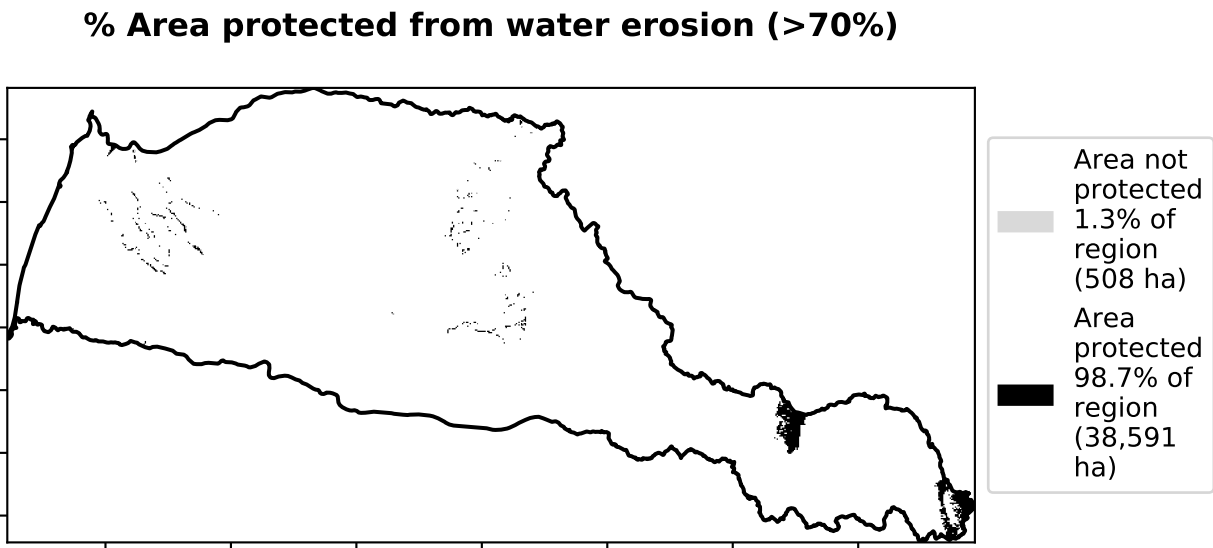 % Area protected from water erosion (>70%)
Area not
protected
1.3% of
region
(508 ha)
Area
protected
98.7% of
region
(38,591
ha)